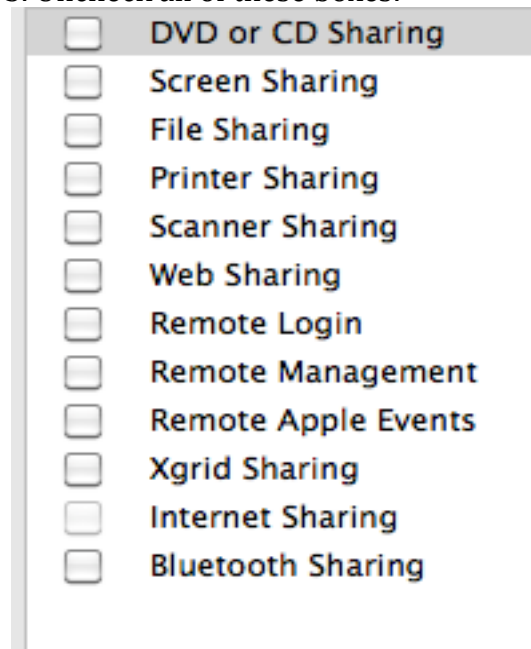 DVD or CD Sharing
Screen Sharing
File Sharing
Printer Sharing
Scanner Sharing
Web Sharing
Remote Login
Remote Management
Remote Apple Events
Xgrid Sharing
Internet Sharing
Bluetooth Sharing